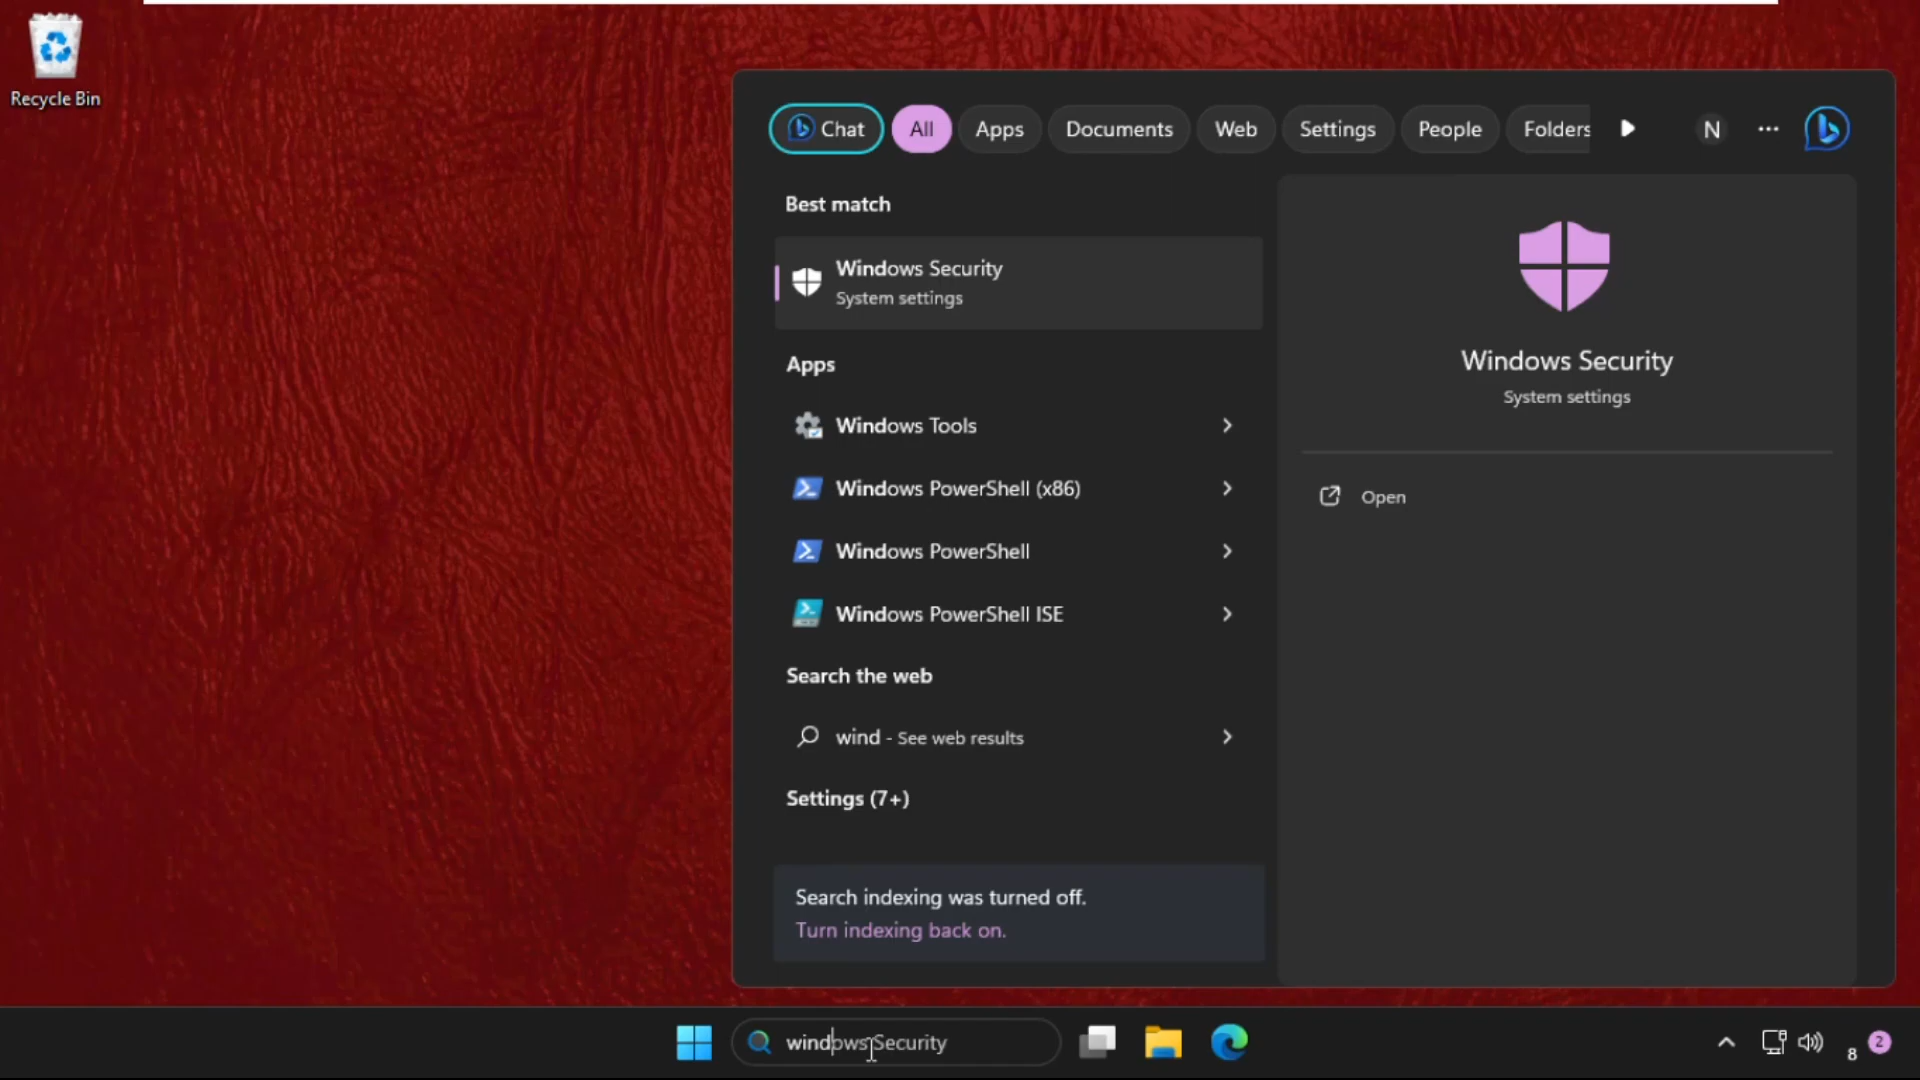 Recycle Bin
Chat All Apps Documents Web Settings People Folders N
Best match
Windows Security
System settings
Apps
Windows Tools
Windows PowerShell (x86)
Windows PowerShell
Windows PowerShell ISE
Search the web
wind - See web results
Settings (7+)
Search indexing was turned off.
Turn indexing back on.
Windows Security
System settings
Open
windows Security
8 2